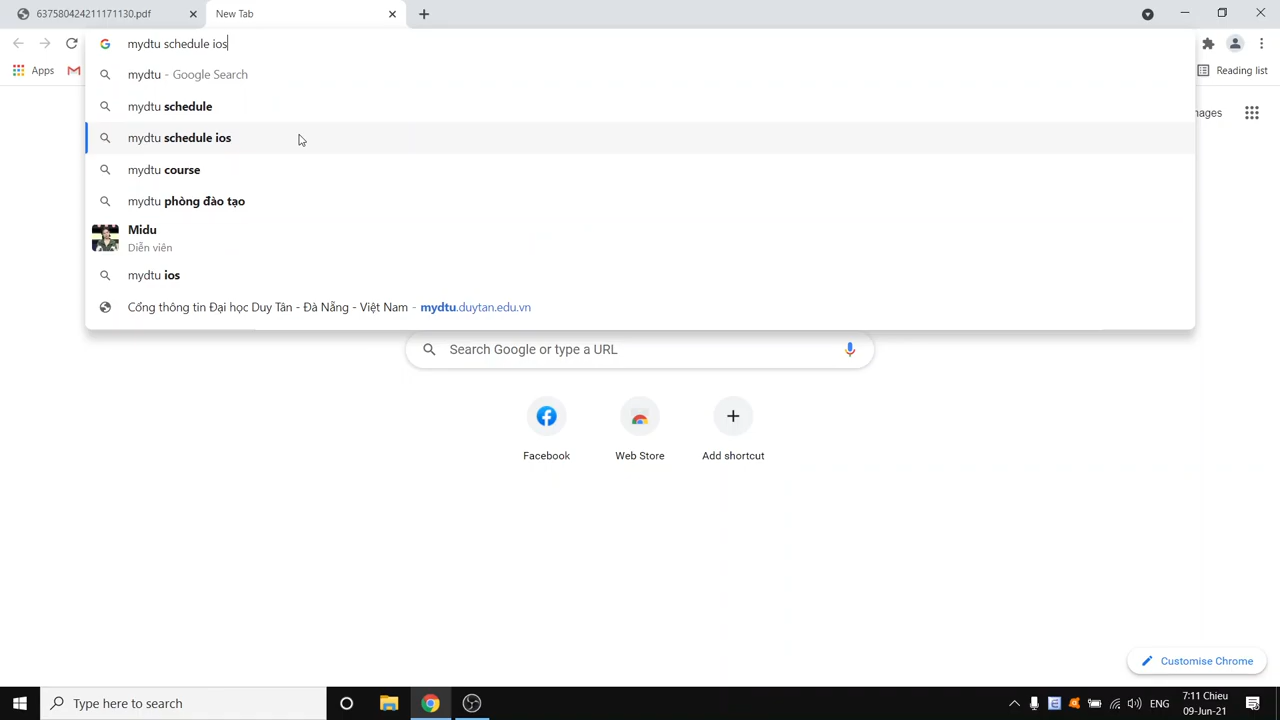 637580424211171130.pdf
New Tab
mydtu schedule ios
Apps
Reading list
mydtu - Google Search
mydtu schedule
mydtu schedule ios
mydtu course
mydtu phòng đào tạo
Midu
Diễn viên
mydtu ios
Cổng thông tin Đại học Duy Tân - Đà Nẵng - Việt Nam - mydtu.duytan.edu.vn
Search Google or type a URL
Facebook
Web Store
Add shortcut
Customise Chrome
Type here to search
ENG
7:11 Chieu
09-Jun-21